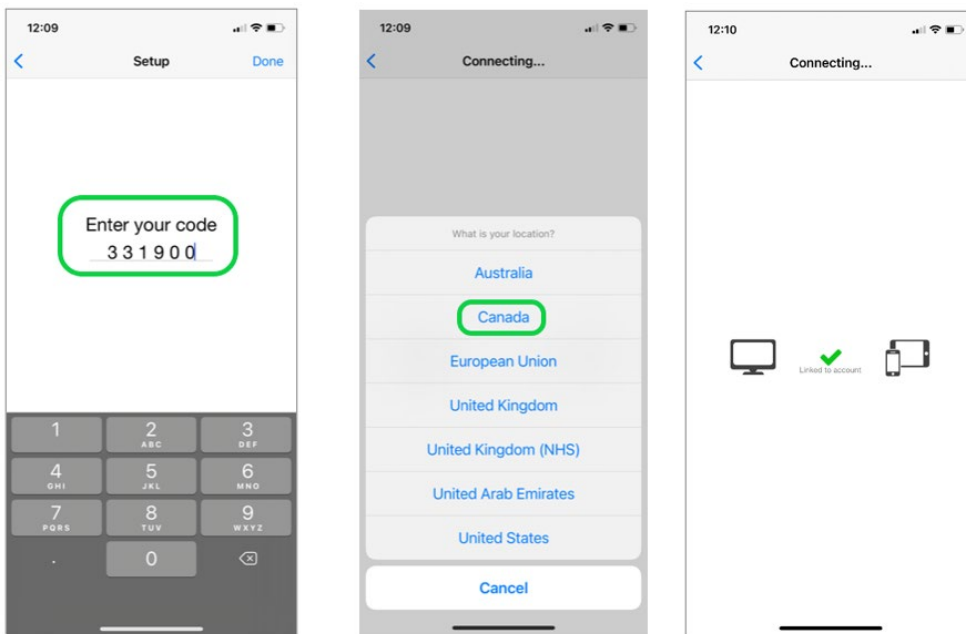 12:09
Setup
Done
Enter your code
331900
1
2
ABC
3
DEF
4
GHI
5
JKL
6
MNO
7
PQRS
8
TUV
9
WXYZ
.
0
12:09
Connecting...
What is your location?
Australia
Canada
European Union
United Kingdom
United Kingdom (NHS)
United Arab Emirates
United States
Cancel
12:10
Connecting...
Linked to account